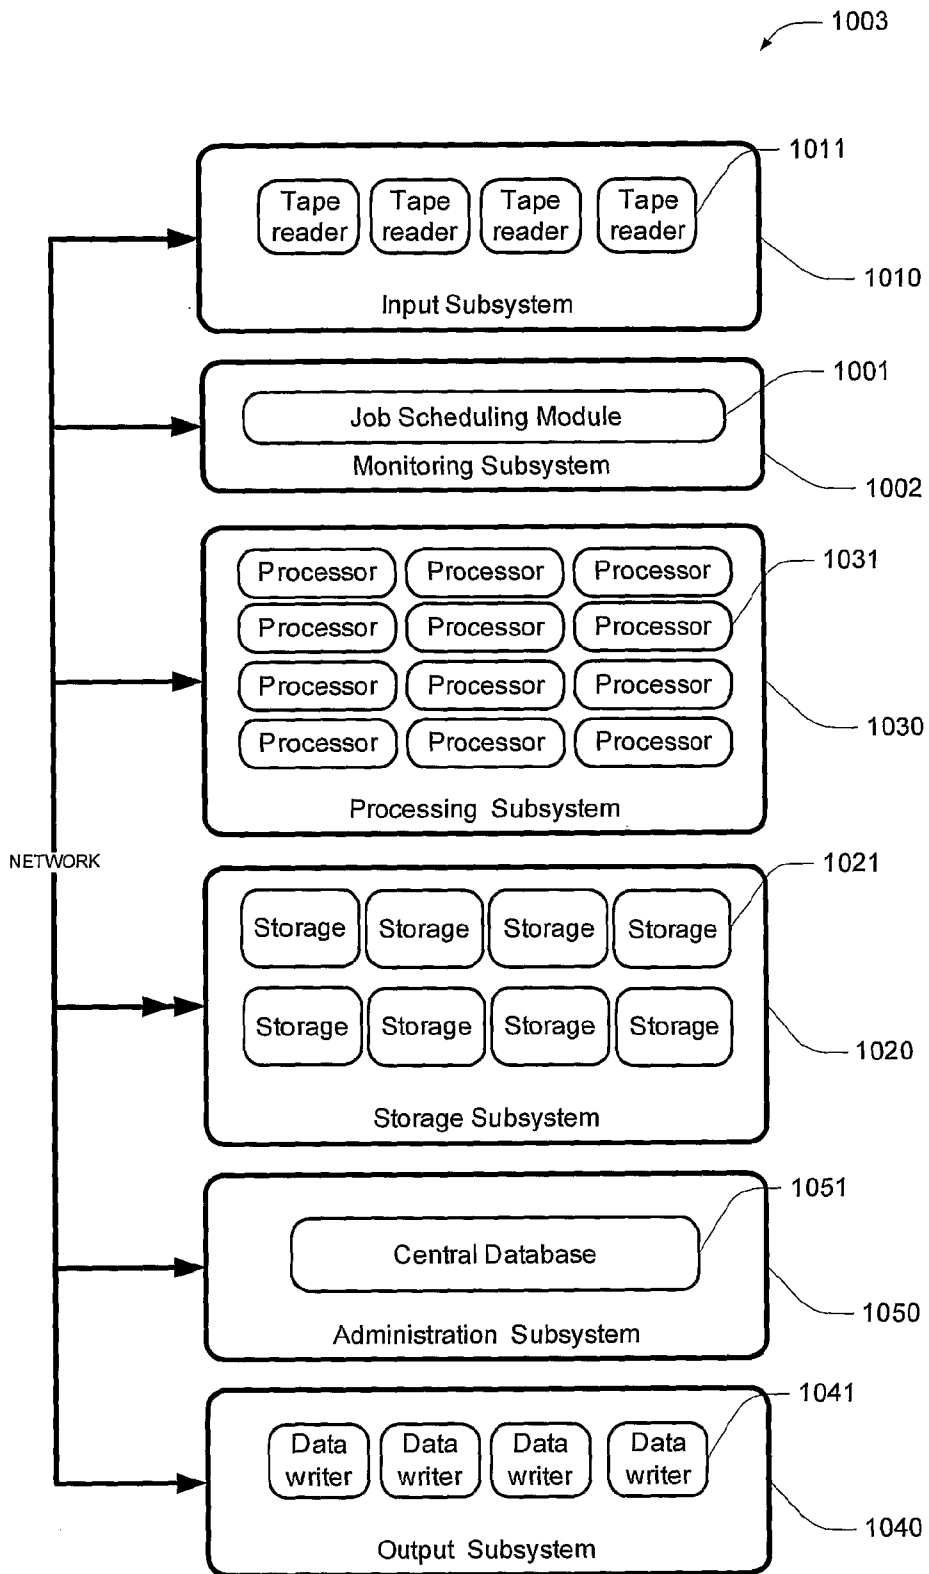 1003
1011
Tape reader Tape reader Tape reader Tape reader
1010
Input Subsystem
1001
Job Scheduling Module
Monitoring Subsystem
1002
1031
Processor Processor Processor
Processor Processor Processor
Processor Processor Processor
1030
Processor Processor Processor
Processing Subsystem
NETWORK
1021
Storage Storage Storage Storage
Storage Storage Storage Storage
1020
Storage Subsystem
1051
Central Database
1050
Administration Subsystem
1041
Data writer Data writer Data writer Data writer
1040
Output Subsystem